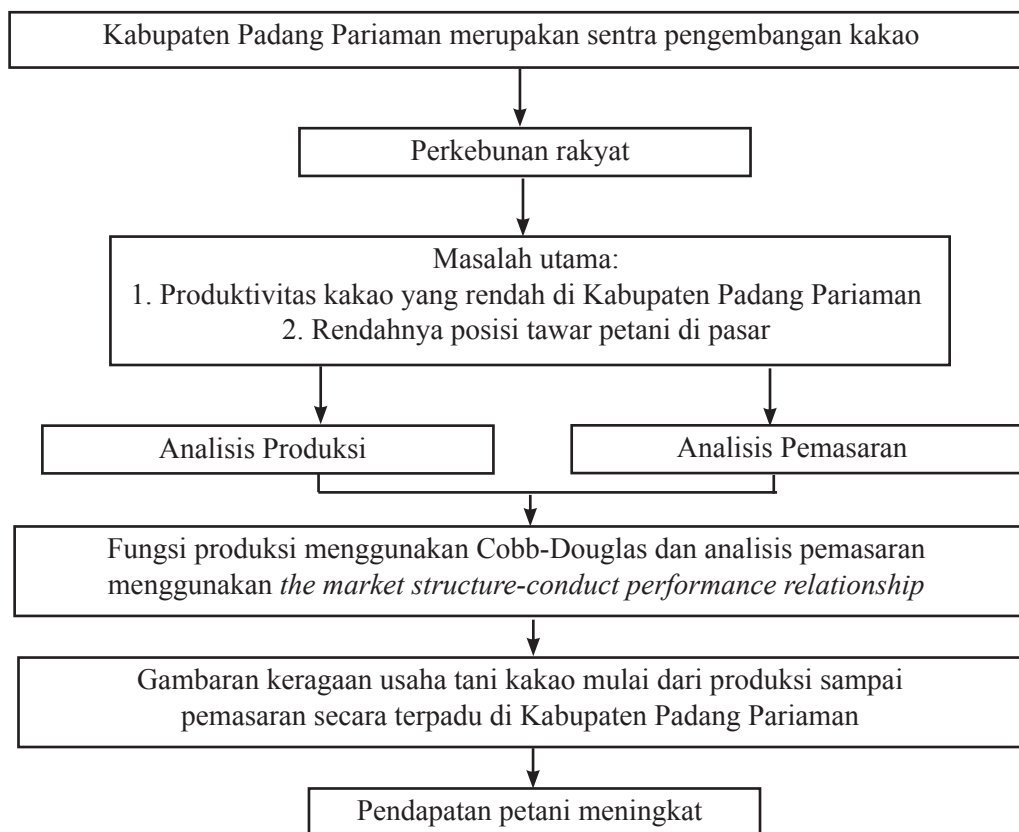 Kabupaten Padang Pariaman merupakan sentra pengembangan kakao
Perkebunan rakyat
Masalah utama:
1. Produktivitas kakao yang rendah di Kabupaten Padang Pariaman
2. Rendahnya posisi tawar petani di pasar
Analisis Produksi
Analisis Pemasaran
Fungsi produksi menggunakan Cobb-Douglas dan analisis pemasaran
menggunakan the market structure-conduct performance relationship
Gambaran keragaan usaha tani kakao mulai dari produksi sampai
pemasaran secara terpadu di Kabupaten Padang Pariaman
Pendapatan petani meningkat